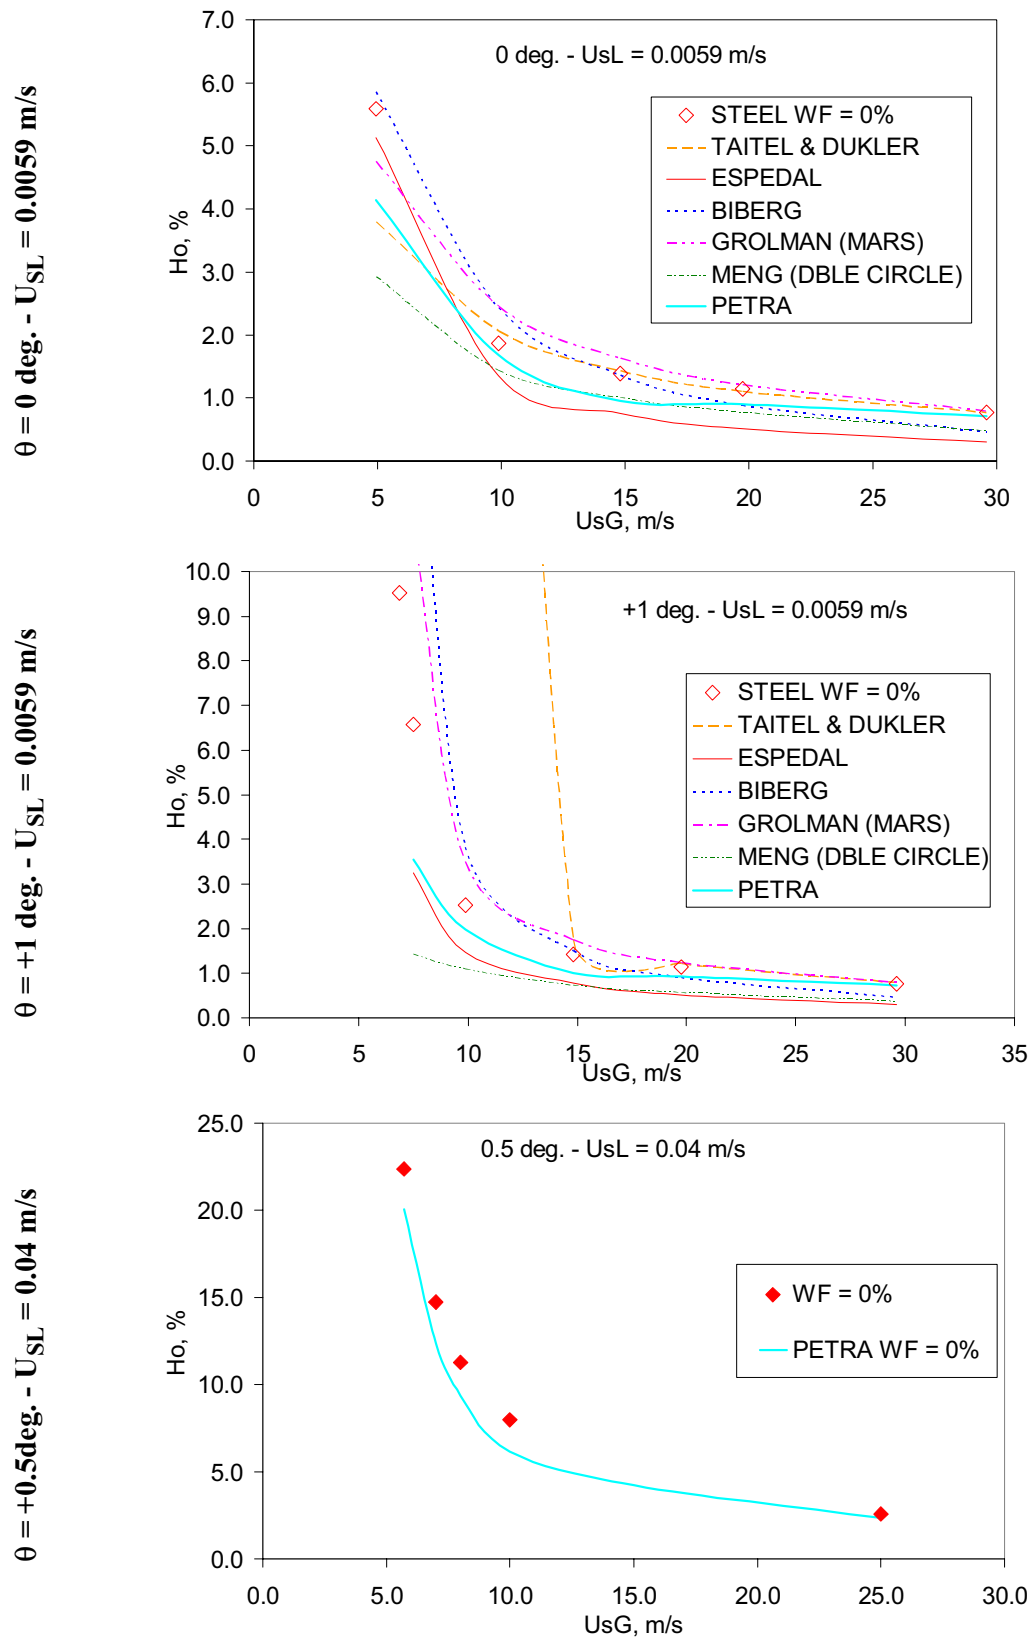 θ = 0 deg. - USL = 0.0059 m/s
0 deg. - UsL = 0.0059 m/s
7.0
6.0
5.0
4.0
3.0
2.0
1.0
0.0
Ho, %
STEEL WF = 0%
TAITEL & DUKLER
ESPEDAL
BIBERG
GROLMAN (MARS)
MENG (DBLE CIRCLE)
PETRA
0 5 10 15 20 25 30
UsG, m/s
θ = +1 deg. - USL = 0.0059 m/s
+1 deg. - UsL = 0.0059 m/s
10.0
9.0
8.0
7.0
6.0
5.0
4.0
3.0
2.0
1.0
0.0
Ho, %
STEEL WF = 0%
TAITEL & DUKLER
ESPEDAL
BIBERG
GROLMAN (MARS)
MENG (DBLE CIRCLE)
PETRA
0 5 10 15 20 25 30 35
UsG, m/s
θ = +0.5deg. - USL = 0.04 m/s
0.5 deg. - UsL = 0.04 m/s
25.0
20.0
15.0
10.0
5.0
0.0
Ho, %
WF = 0%
PETRA WF = 0%
0.0 5.0 10.0 15.0 20.0 25.0 30.0
UsG, m/s